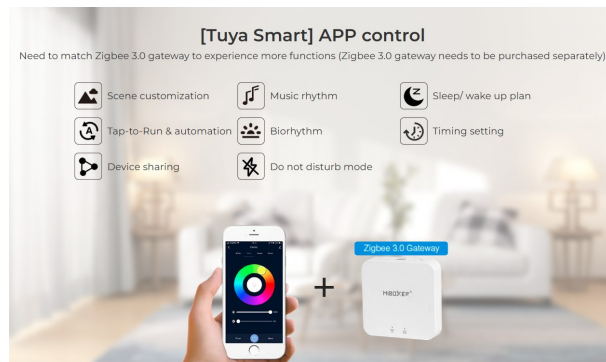 [Tuya Smart] APP control
Need to match Zigbee 3.0 gateway to experience more functions (Zigbee 3.0 gateway needs to be purchased separately)
Scene customization
Music rhythm
Sleep/ wake up plan
Tap-to-Run & automation
Biorhythm
Timing setting
Device sharing
Do not disturb mode
Zigbee 3.0 Gateway
+